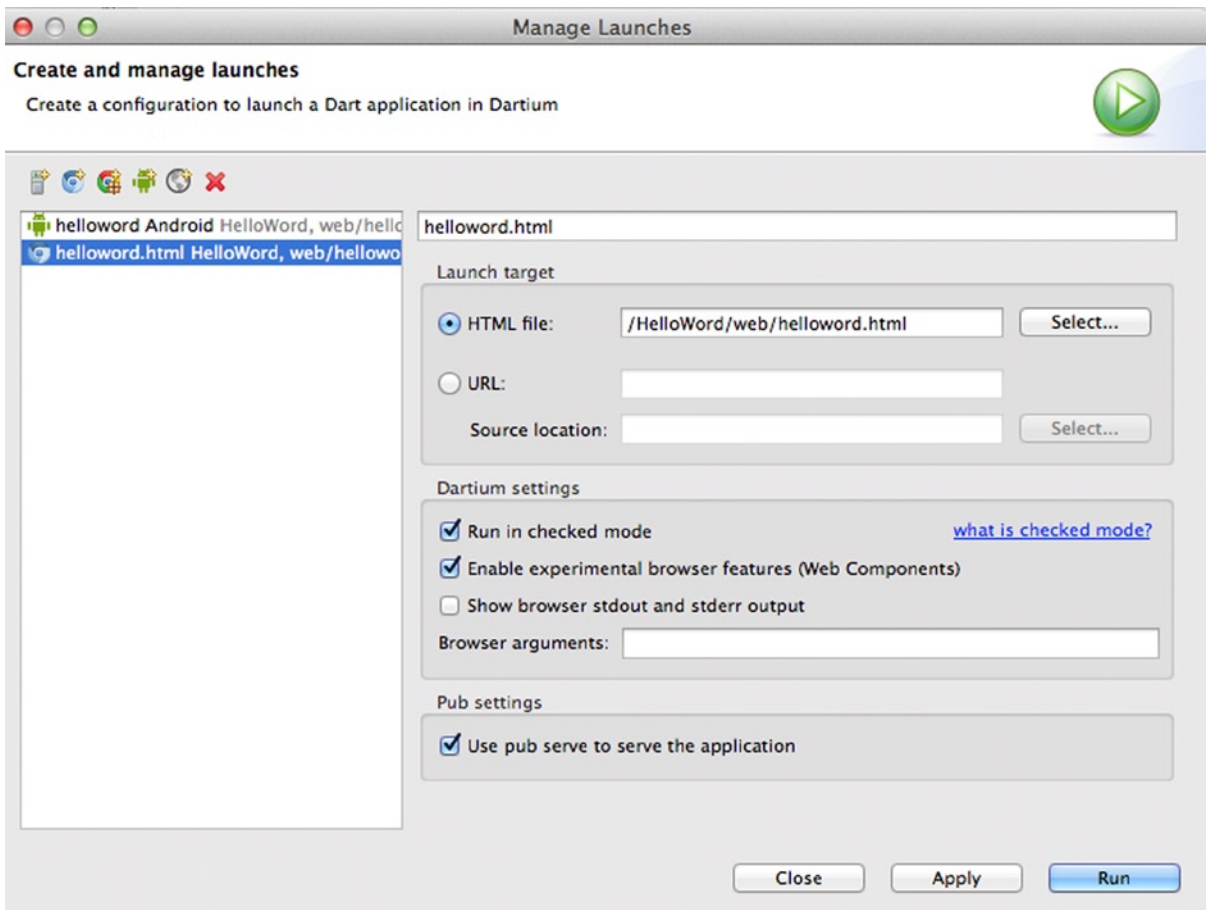 Manage Launches
Create and manage launches
Create a configuration to launch a Dart application in Dartium
helloword Android HelloWord, web/hellc
helloword.html HelloWord, web/hellowo
helloword.html
Launch target
HTML file: /HelloWord/web/helloword.html Select...
URL:
Source location: Select...
Dartium settings
Run in checked mode what is checked mode?
Enable experimental browser features (Web Components)
Show browser stdout and stderr output
Browser arguments:
Pub settings
Use pub serve to serve the application
Close Apply Run